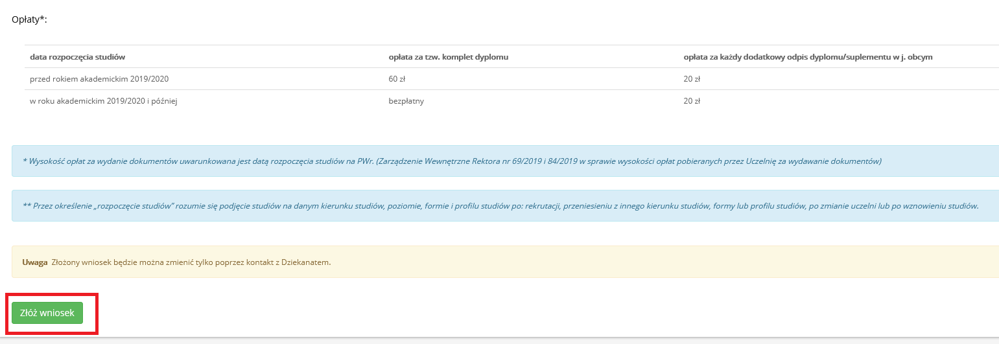 Opłaty*:
data rozpoczęcia studiów opłata za tzw. komplet dyplomu opłata za każdy dodatkowy odpis dyplomu/suplementu w j. obcym
przed rokiem akademickim 2019/2020 60 zł 20 zł
w roku akademickim 2019/2020 i później bezpłatny 20 zł
* Wysokość opłat za wydanie dokumentów uwarunkowana jest datą rozpoczęcia studiów na PWr. (Zarządzenie Wewnętrzne Rektora nr 69/2019 i 84/2019 w sprawie wysokości opłat pobieranych przez Uczelnię za wydawanie dokumentów)
** Przez określenie „rozpoczęcie studiów” rozumie się podjęcie studiów na danym kierunku studiów, poziomie, formie i profilu studiów po: rekrutacji, przeniesieniu z innego kierunku studiów, formy lub profilu studiów, po zmianie uczelni lub po wznowieniu studiów.
Uwaga Złożony wniosek będzie można zmienić tylko poprzez kontakt z Dziekanatem.
Złóż wniosek